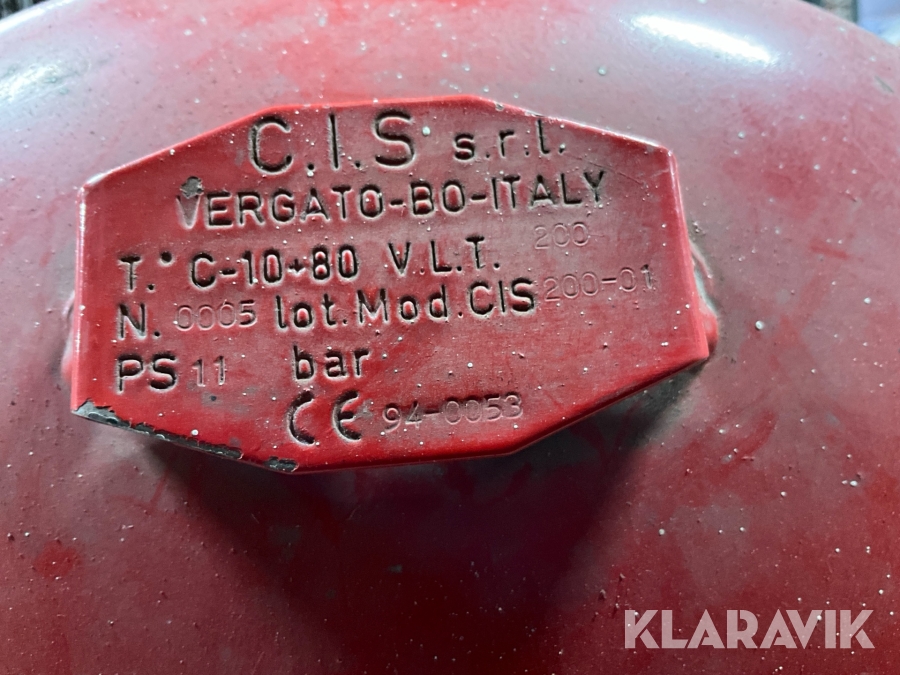 C.I.S s.r.l.
VERGATO-BO-ITALY
T.° C-10+80 V.L.T. 200
N. 0005 lot. Mod. CIS 200-01
PS 11 bar
CE 94-0053
KLARAVIK